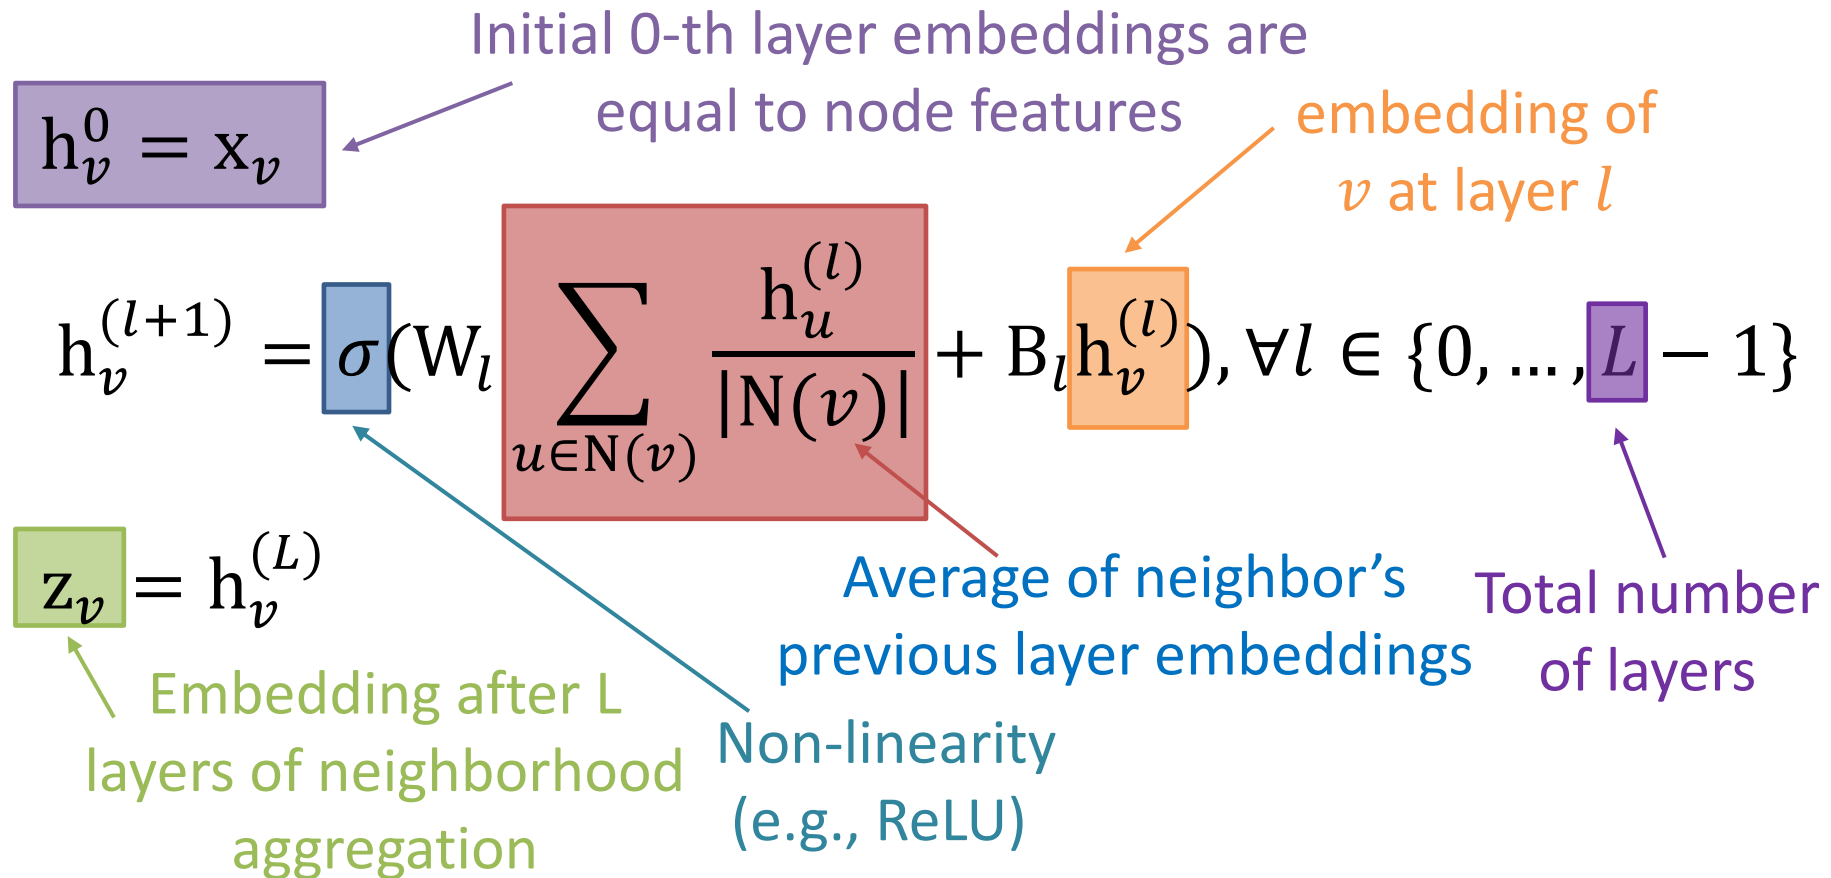 Initial 0-th layer embeddings are
equal to node features
h_v^0 = x_v
embedding of
v at layer l
h_v^{(l+1)} = σ(W_l ∑_{u∈N(v)} h_u^{(l)} / |N(v)| + B_l h_v^{(l)}), ∀l ∈ {0, …, L − 1}
z_v = h_v^{(L)}
Average of neighbor’s
previous layer embeddings
Total number
of layers
Embedding after L
layers of neighborhood
aggregation
Non-linearity
(e.g., ReLU)